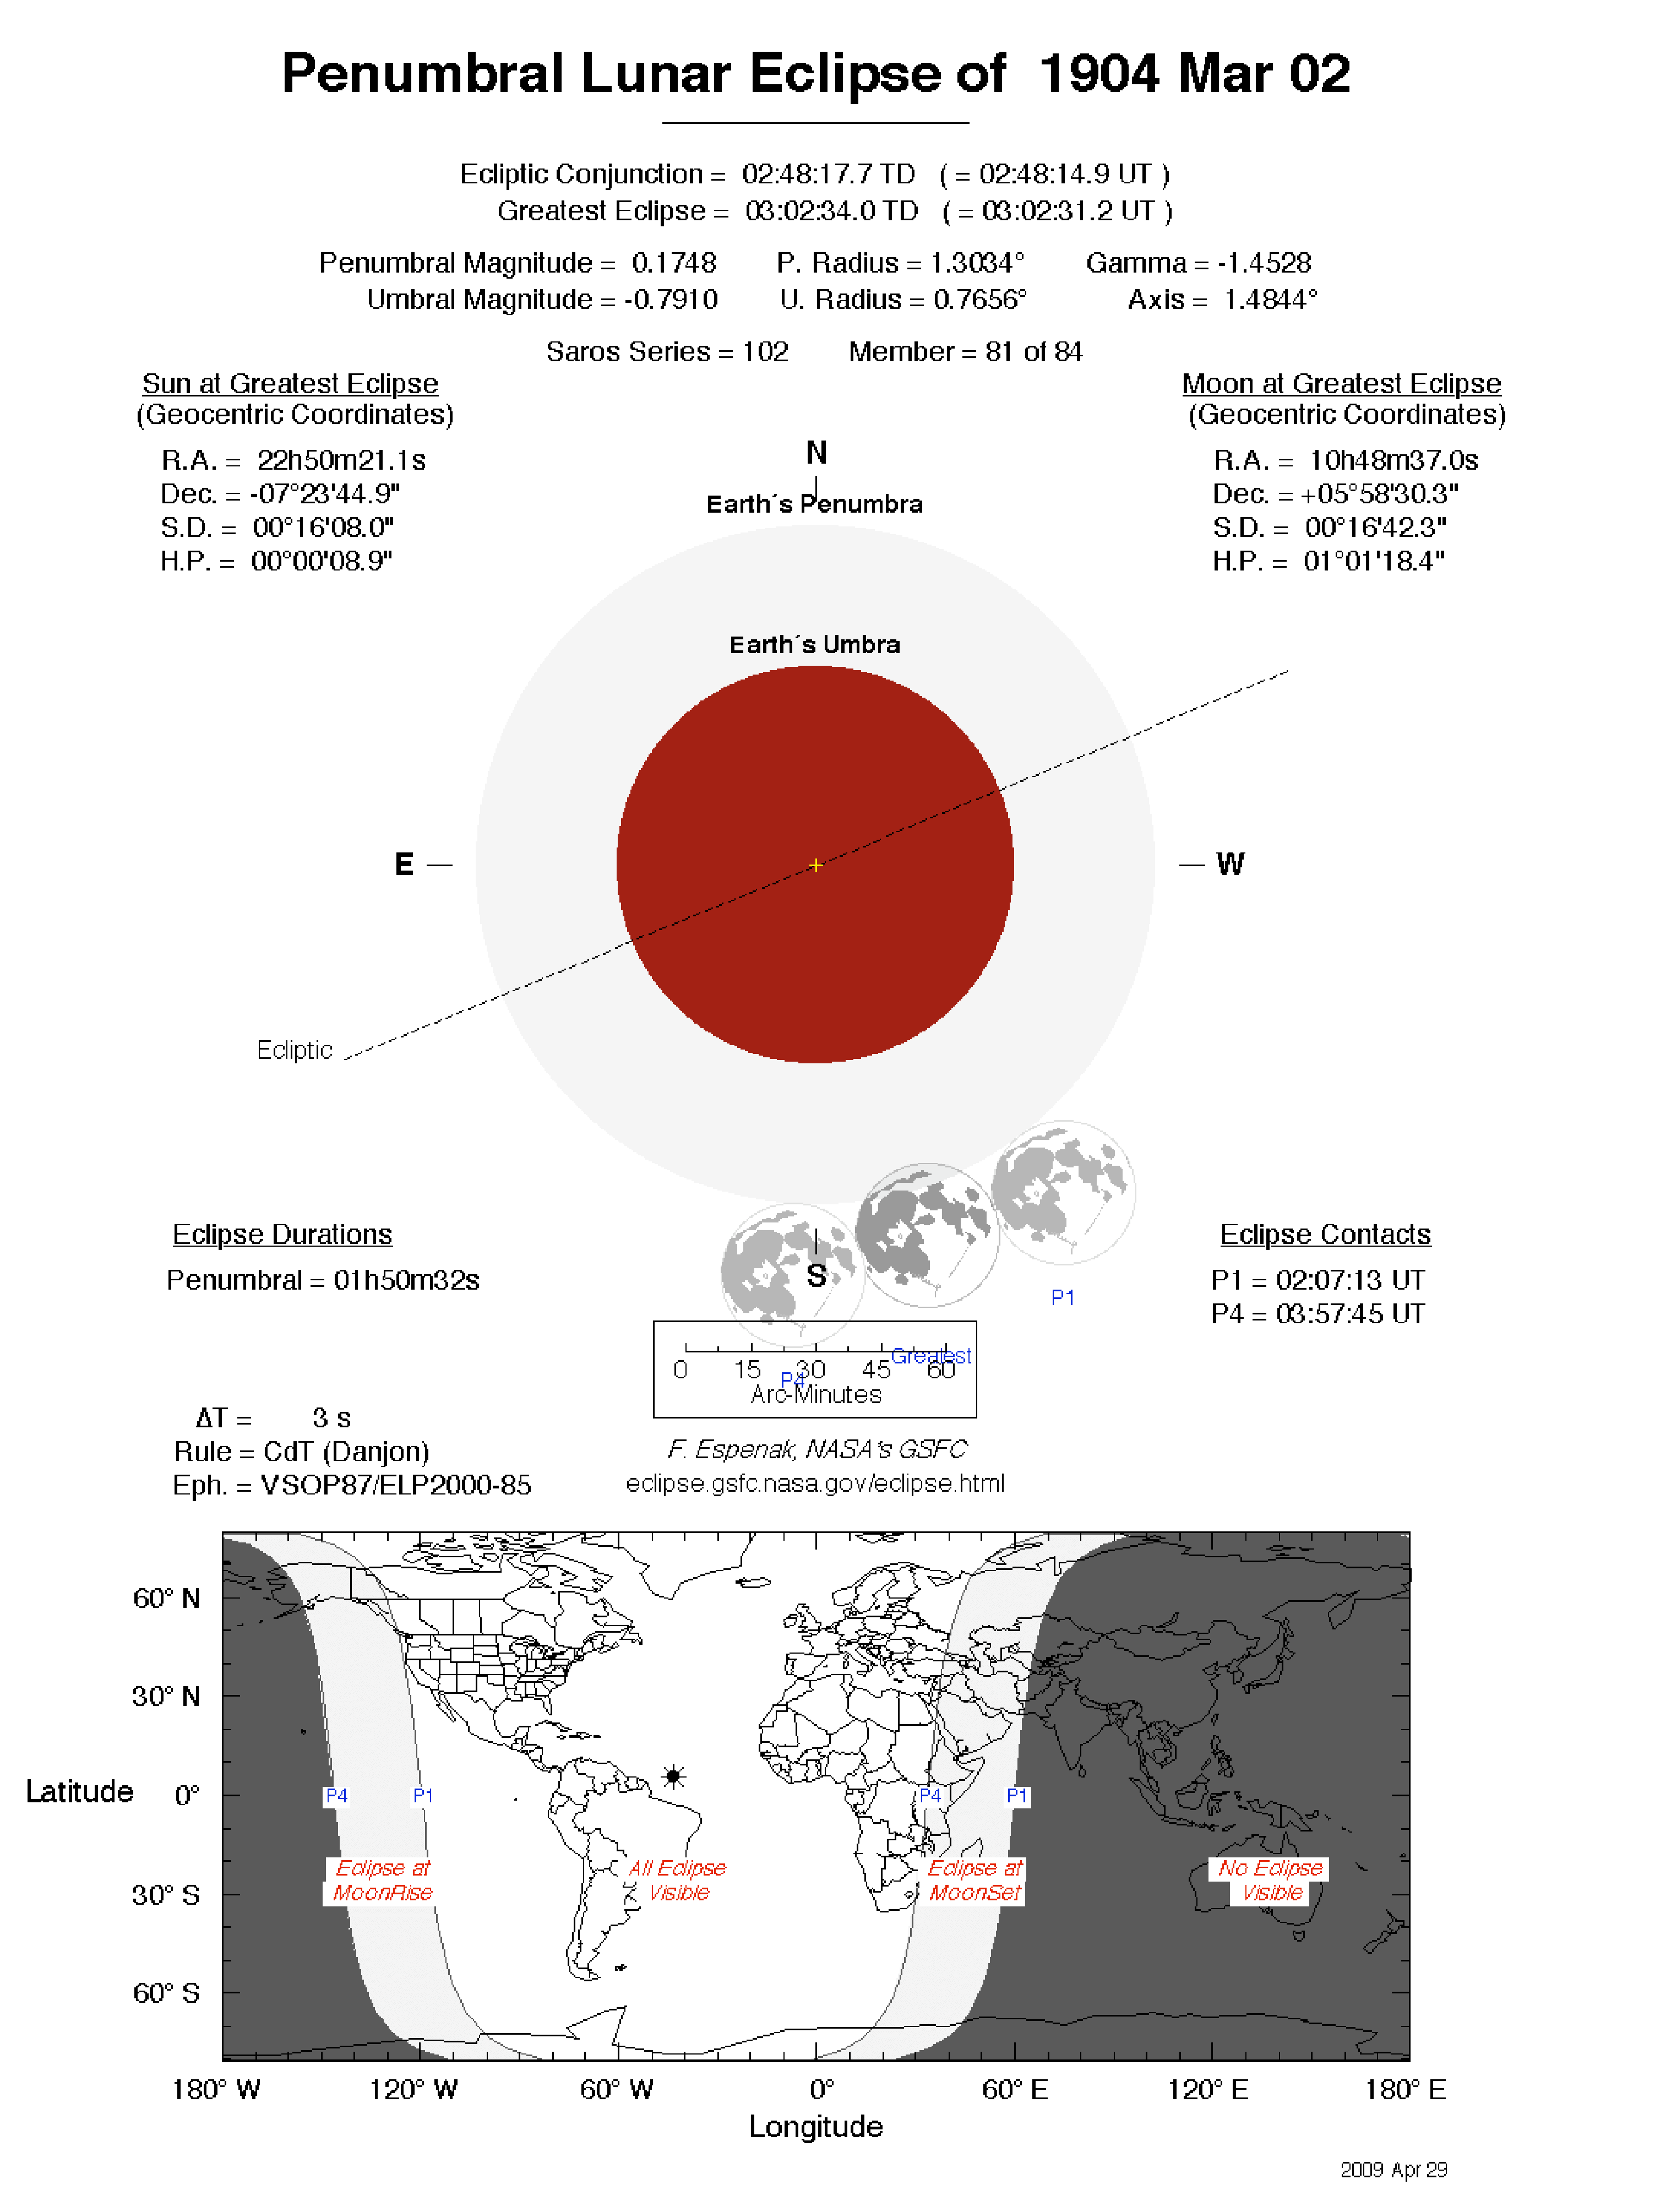 Penumbral Lunar Eclipse of 1904 Mar 02
Ecliptic Conjunction = 02:48:17.7 TD ( = 02:48:14.9 UT )
Greatest Eclipse = 03:02:34.0 TD ( = 03:02:31.2 UT )
Penumbral Magnitude = 0.1748 P. Radius = 1.3034° Gamma = -1.4528
Umbral Magnitude = -0.7910 U. Radius = 0.7656° Axis = 1.4844°
Saros Series = 102 Member = 81 of 84
Sun at Greatest Eclipse
(Geocentric Coordinates)
R.A. = 22h50m21.1s
Dec. = -07°23'44.9"
S.D. = 00°16'08.0"
H.P. = 00°00'08.9"
Moon at Greatest Eclipse
(Geocentric Coordinates)
R.A. = 10h48m37.0s
Dec. = +05°58'30.3"
S.D. = 00°16'42.3"
H.P. = 01°01'18.4"
N
Earth´s Penumbra
Earth´s Umbra
E
W
Ecliptic
S
P1
Greatest
P4
Eclipse Durations
Penumbral = 01h50m32s
Eclipse Contacts
P1 = 02:07:13 UT
P4 = 03:57:45 UT
0 15 30 45 60
Arc-Minutes
ΔT = 3 s
Rule = CdT (Danjon)
Eph. = VSOP87/ELP2000-85
F. Espenak, NASA's GSFC
eclipse.gsfc.nasa.gov/eclipse.html
60° N
30° N
Latitude 0°
30° S
60° S
P4 P1 P4 P1
Eclipse at
MoonRise
All Eclipse
Visible
Eclipse at
MoonSet
No Eclipse
Visible
180° W 120° W 60° W 0° 60° E 120° E 180° E
Longitude
2009 Apr 29